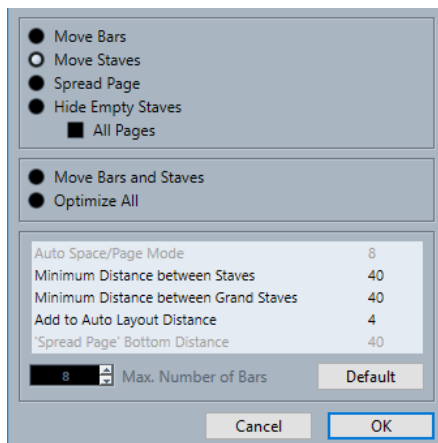 Move Bars
Move Staves
Spread Page
Hide Empty Staves
All Pages
Move Bars and Staves
Optimize All
Auto Space/Page Mode 8
Minimum Distance between Staves 40
Minimum Distance between Grand Staves 40
Add to Auto Layout Distance 4
'Spread Page' Bottom Distance 40
8 Max. Number of Bars Default
Cancel OK